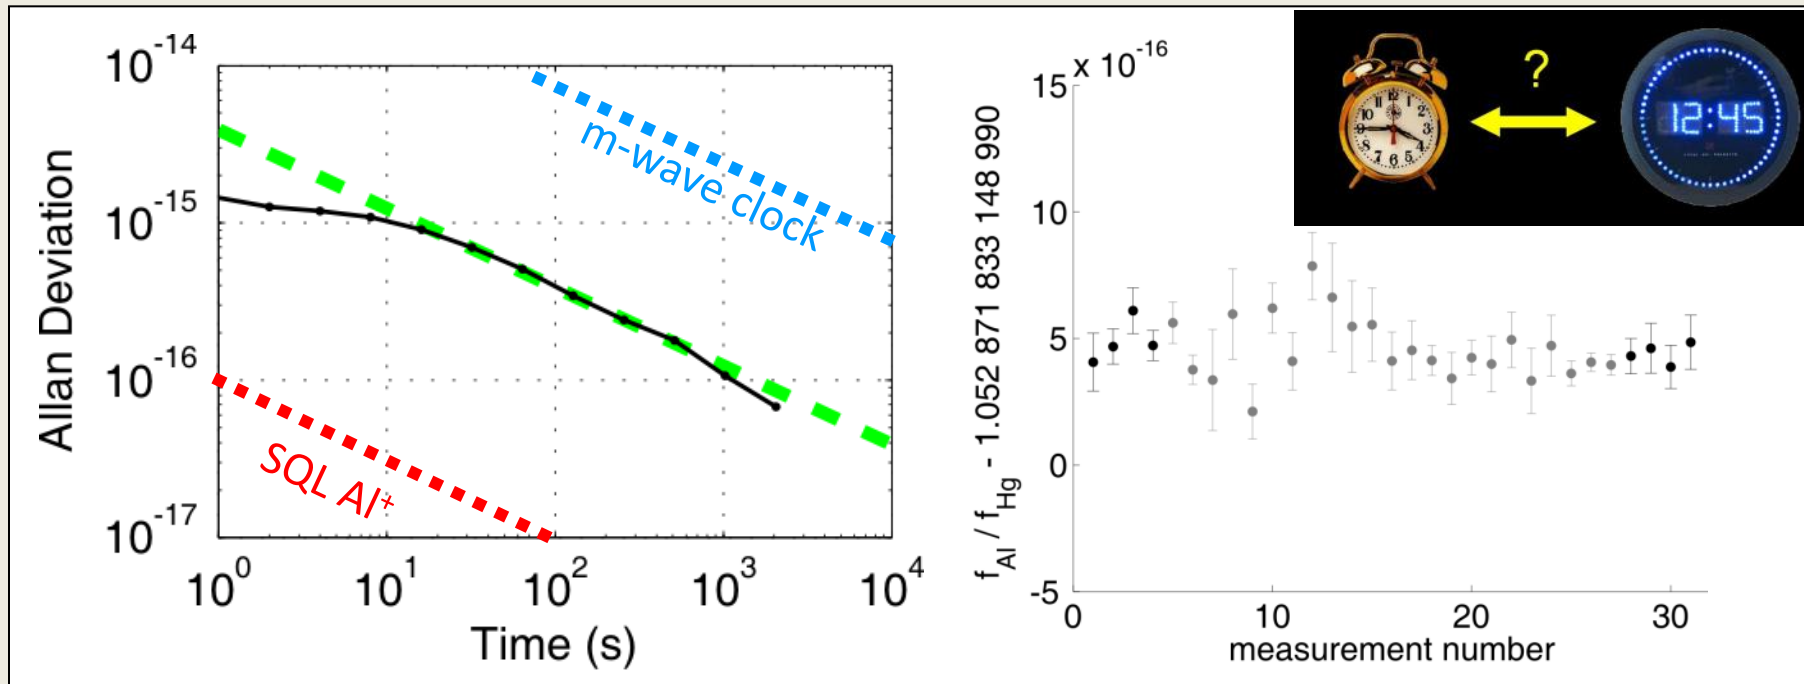 10^-14
10^-15
10^-16
10^-17
Allan Deviation
m-wave clock
SQL Al⁺
10^0 10^1 10^2 10^3 10^4
Time (s)
x 10^-16
15
10
5
0
-5
f_Al / f_Hg - 1.052 871 833 148 990
0 10 20 30
measurement number
?
12:45